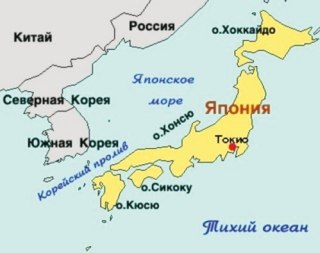 о.Хоккайдо
Россия
Китай
Японское
море
Северная Корея
Япония
о.Хонсю
Токио
Южная Корея
Корейский пролив
о.Сикоку
о.Кюсю
Тихий океан